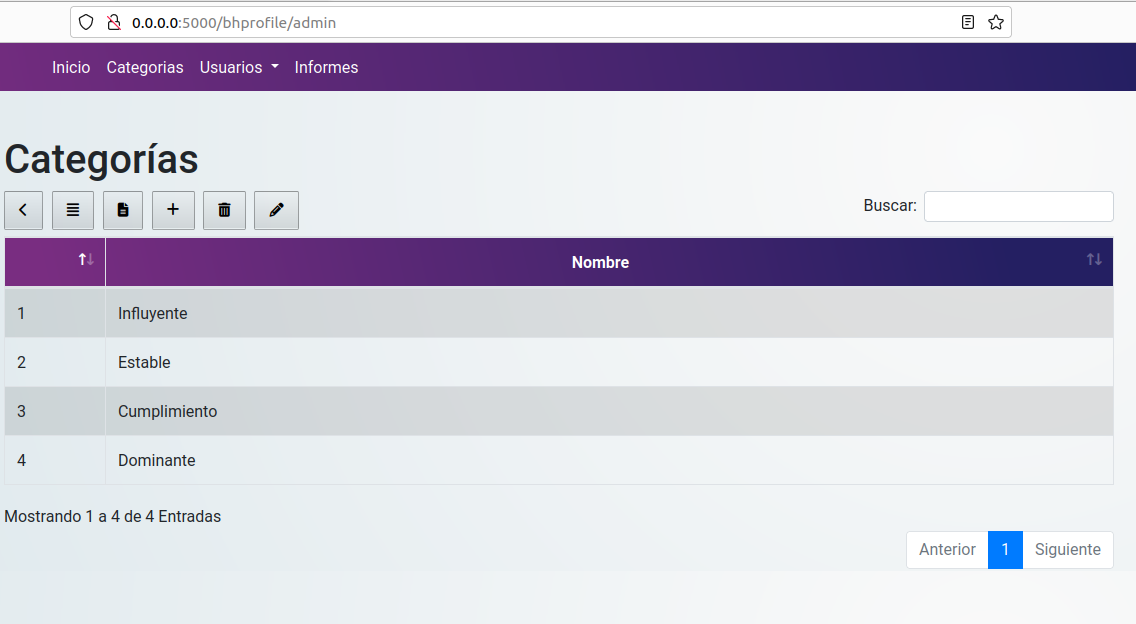 0.0.0.0:5000/bhprofile/admin
Inicio Categorias Usuarios Informes
Categorías
Buscar:
Nombre
1 Influyente
2 Estable
3 Cumplimiento
4 Dominante
Mostrando 1 a 4 de 4 Entradas
Anterior 1 Siguiente